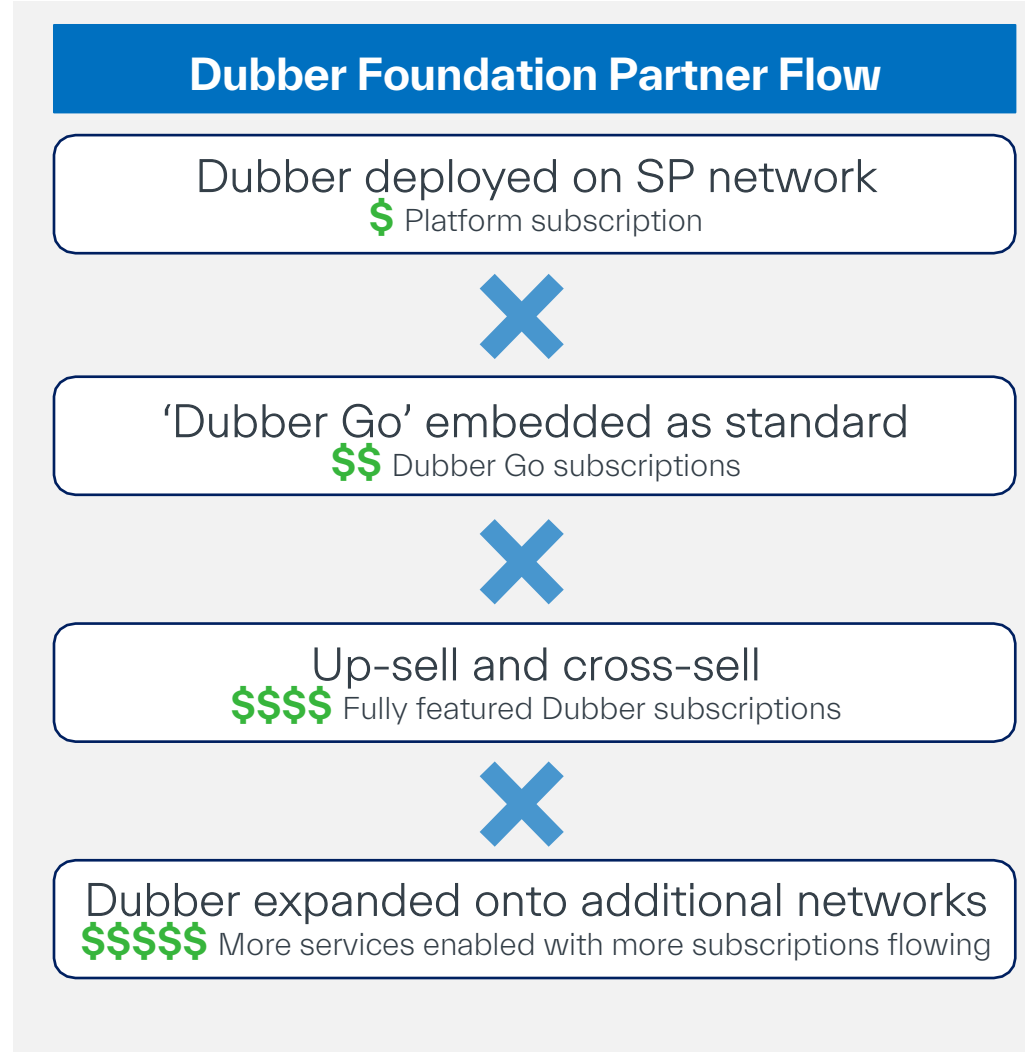 Dubber Foundation Partner Flow
Dubber deployed on SP network
$ Platform subscription
‘Dubber Go’ embedded as standard
$$ Dubber Go subscriptions
Up-sell and cross-sell
$$$$ Fully featured Dubber subscriptions
Dubber expanded onto additional networks
$$$$$ More services enabled with more subscriptions flowing